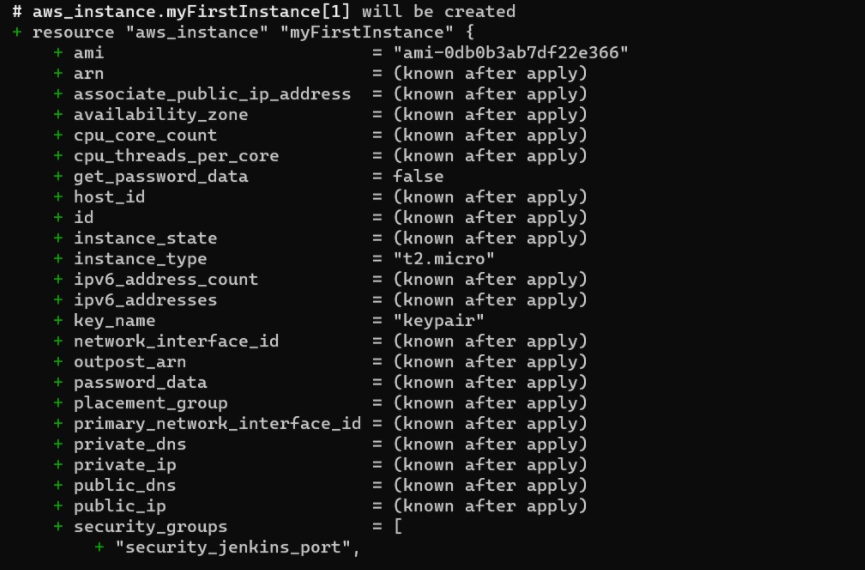 # aws_instance.myFirstInstance[1] will be created
+ resource "aws_instance" "myFirstInstance" {
+ ami = "ami-0db0b3ab7df22e366"
+ arn = (known after apply)
+ associate_public_ip_address = (known after apply)
+ availability_zone = (known after apply)
+ cpu_core_count = (known after apply)
+ cpu_threads_per_core = (known after apply)
+ get_password_data = false
+ host_id = (known after apply)
+ id = (known after apply)
+ instance_state = (known after apply)
+ instance_type = "t2.micro"
+ ipv6_address_count = (known after apply)
+ ipv6_addresses = (known after apply)
+ key_name = "keypair"
+ network_interface_id = (known after apply)
+ outpost_arn = (known after apply)
+ password_data = (known after apply)
+ placement_group = (known after apply)
+ primary_network_interface_id = (known after apply)
+ private_dns = (known after apply)
+ private_ip = (known after apply)
+ public_dns = (known after apply)
+ public_ip = (known after apply)
+ security_groups = [
+ "security_jenkins_port",